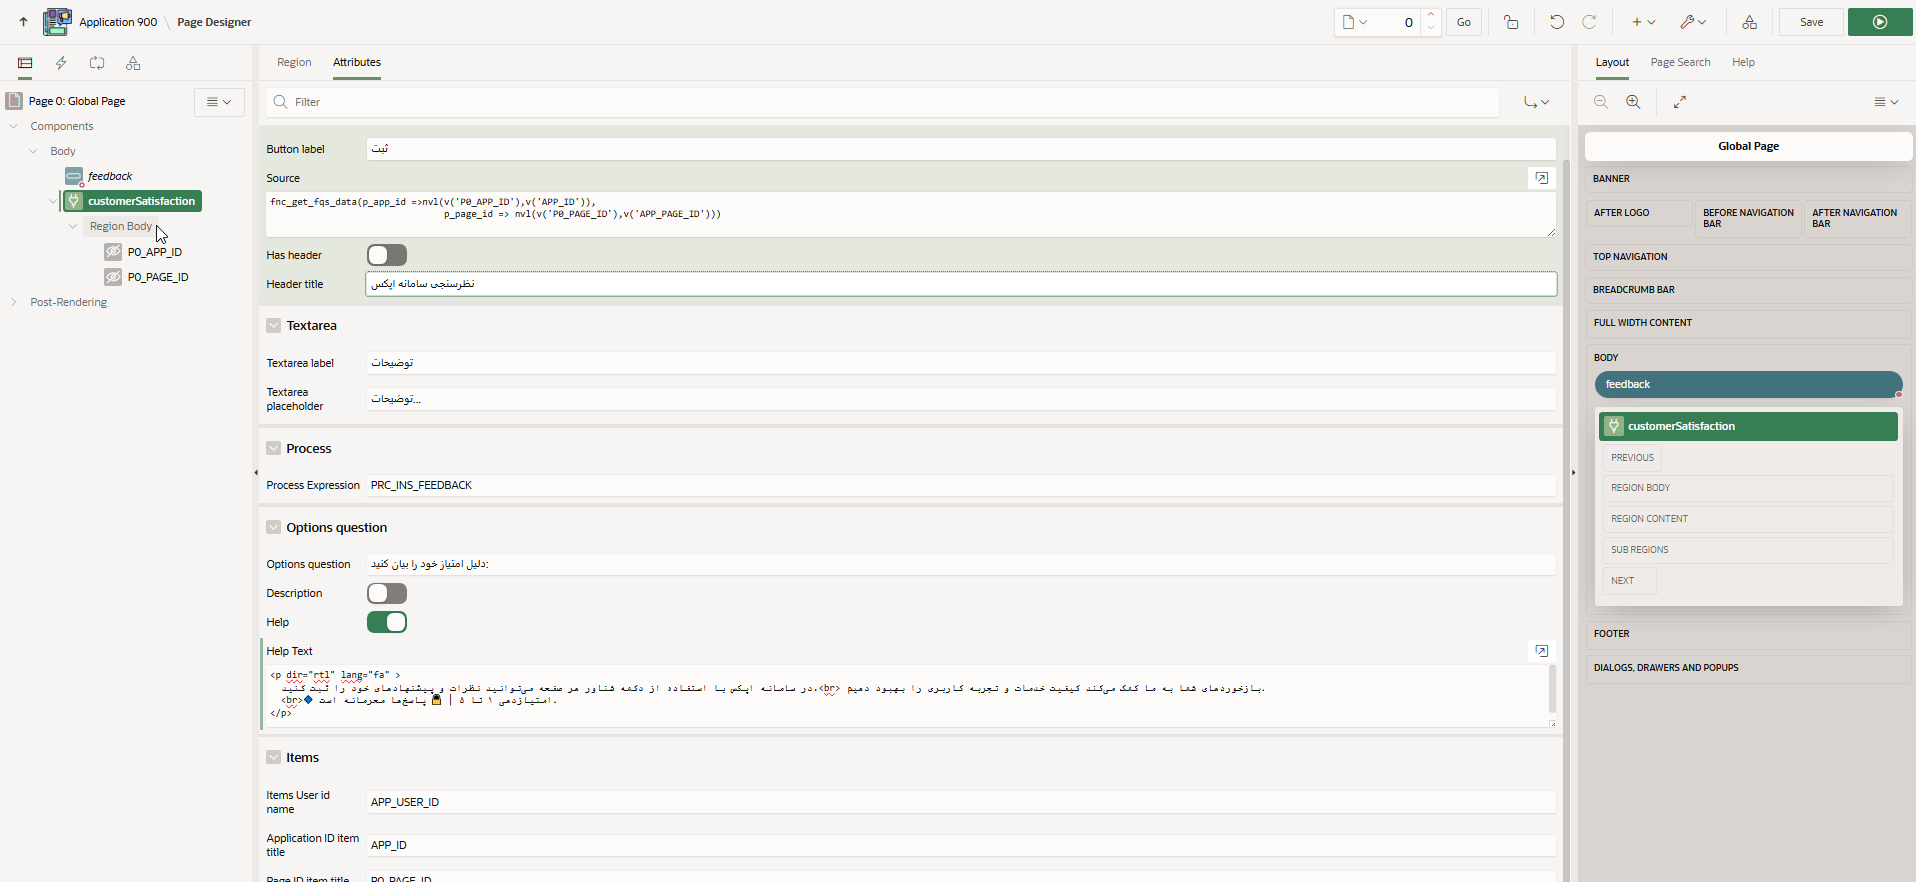 Application 900
Page Designer
0
Go
Save
Page 0: Global Page
Components
Body
feedback
customerSatisfaction
Region Body
P0_APP_ID
P0_PAGE_ID
Post-Rendering
Region
Attributes
Filter
Button label
ثبت
Source
fnc_get_fqs_data(p_app_id =>nvl(v('P0_APP_ID'),v('APP_ID')),
p_page_id => nvl(v('P0_PAGE_ID'),v('APP_PAGE_ID')))
Has header
Header title
نظرسنجی سامانه اپکس
Textarea
Textarea label
توضیحات
Textarea placeholder
توضیحات...
Process
Process Expression
PRC_INS_FEEDBACK
Options question
Options question
دلیل امتیاز خود را بیان کنید:
Description
Help
Help Text
<p dir="rtl" lang="fa" >
در سامانه اپکس با استفاده از دکمه شناور هر صفحه می‌توانید نظرات و پیشنهادهای خود را ثبت کنید.<br> بازخوردهای شما به ما کمک می‌کند کیفیت خدمات و تجربه کاربری را بهبود دهیم.
<br>🔷 امتیازدهی ۱ تا ۵ | 🔒 پاسخ‌ها محرمانه است.
</p>
Items
Items User id name
APP_USER_ID
Application ID item title
APP_ID
Page ID item title
P0_PAGE_ID
Layout
Page Search
Help
Global Page
BANNER
AFTER LOGO
BEFORE NAVIGATION BAR
AFTER NAVIGATION BAR
TOP NAVIGATION
BREADCRUMB BAR
FULL WIDTH CONTENT
BODY
feedback
customerSatisfaction
PREVIOUS
REGION BODY
REGION CONTENT
SUB REGIONS
NEXT
FOOTER
DIALOGS, DRAWERS AND POPUPS